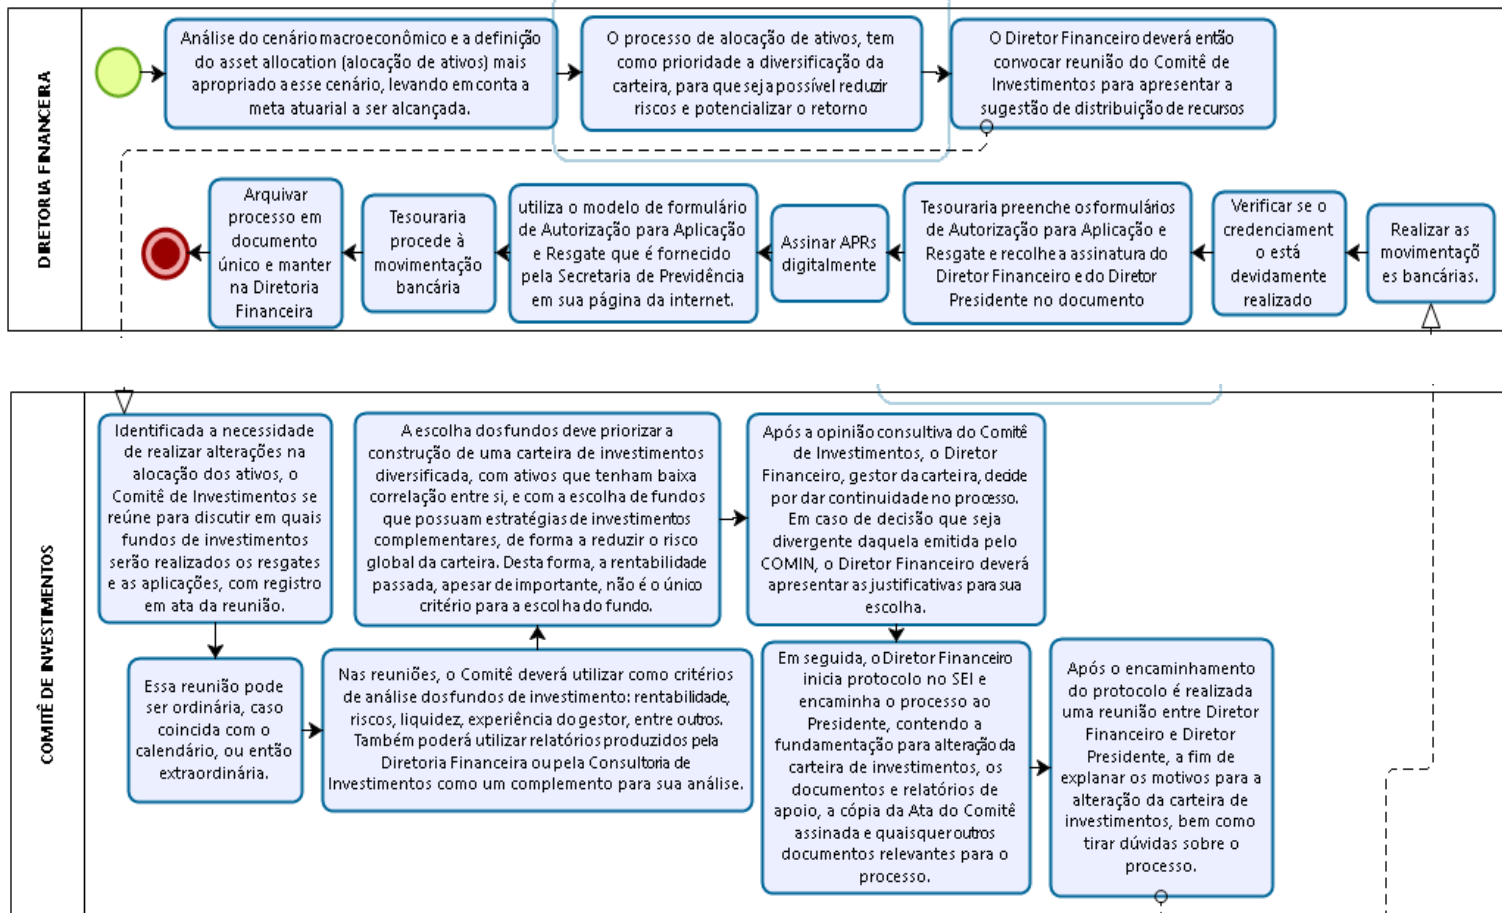 DIRETORIA FINANCEIRA
Análise do cenário macroeconômico e a definição
do asset allocation (alocação de ativos) mais
apropriado a esse cenário, levando em conta a
meta atuarial a ser alcançada.
O processo de alocação de ativos, tem
como prioridade a diversificação da
carteira, para que seja possível reduzir
riscos e potencializar o retorno
O Diretor Financeiro deverá então
convocar reunião do Comitê de
Investimentos para apresentar a
sugestão de distribuição de recursos
Realizar as
movimentaçõ
es bancárias.
Verificar se o
credenciament
o está
devidamente
realizado
Tesouraria preenche os formulários
de Autorização para Aplicação e
Resgate e recolhe a assinatura do
Diretor Financeiro e do Diretor
Presidente no documento
Assinar APRs
digitalmente
utiliza o modelo de formulário
de Autorização para Aplicação
e Resgate que é fornecido
pela Secretaria de Previdência
em sua página da internet.
Tesouraria
procede à
movimentação
bancária
Arquivar
processo em
documento
único e manter
na Diretoria
Financeira
COMITÊ DE INVESTIMENTOS
Identificada a necessidade
de realizar alterações na
alocação dos ativos, o
Comitê de Investimentos se
reúne para discutir em quais
fundos de investimentos
serão realizados os resgates
e as aplicações, com registro
em ata da reunião.
Essa reunião pode
ser ordinária, caso
coincida com o
calendário, ou então
extraordinária.
Nas reuniões, o Comitê deverá utilizar como critérios
de análise dos fundos de investimento: rentabilidade,
riscos, liquidez, experiência do gestor, entre outros.
Também poderá utilizar relatórios produzidos pela
Diretoria Financeira ou pela Consultoria de
Investimentos como um complemento para sua análise.
A escolha dos fundos deve priorizar a
construção de uma carteira de investimentos
diversificada, com ativos que tenham baixa
correlação entre si, e com a escolha de fundos
que possuam estratégias de investimentos
complementares, de forma a reduzir o risco
global da carteira. Desta forma, a rentabilidade
passada, apesar de importante, não é o único
critério para a escolha do fundo.
Após a opinião consultiva do Comitê
de Investimentos, o Diretor
Financeiro, gestor da carteira, decide
por dar continuidade no processo.
Em caso de decisão que seja
divergente daquela emitida pelo
COMIN, o Diretor Financeiro deverá
apresentar as justificativas para sua
escolha.
Em seguida, o Diretor Financeiro
inicia protocolo no SEI e
encaminha o processo ao
Presidente, contendo a
fundamentação para alteração da
carteira de investimentos, os
documentos e relatórios de
apoio, a cópia da Ata do Comitê
assinada e quaisquer outros
documentos relevantes para o
processo.
Após o encaminhamento
do protocolo é realizada
uma reunião entre Diretor
Financeiro e Diretor
Presidente, a fim de
explanar os motivos para a
alteração da carteira de
investimentos, bem como
tirar dúvidas sobre o
processo.